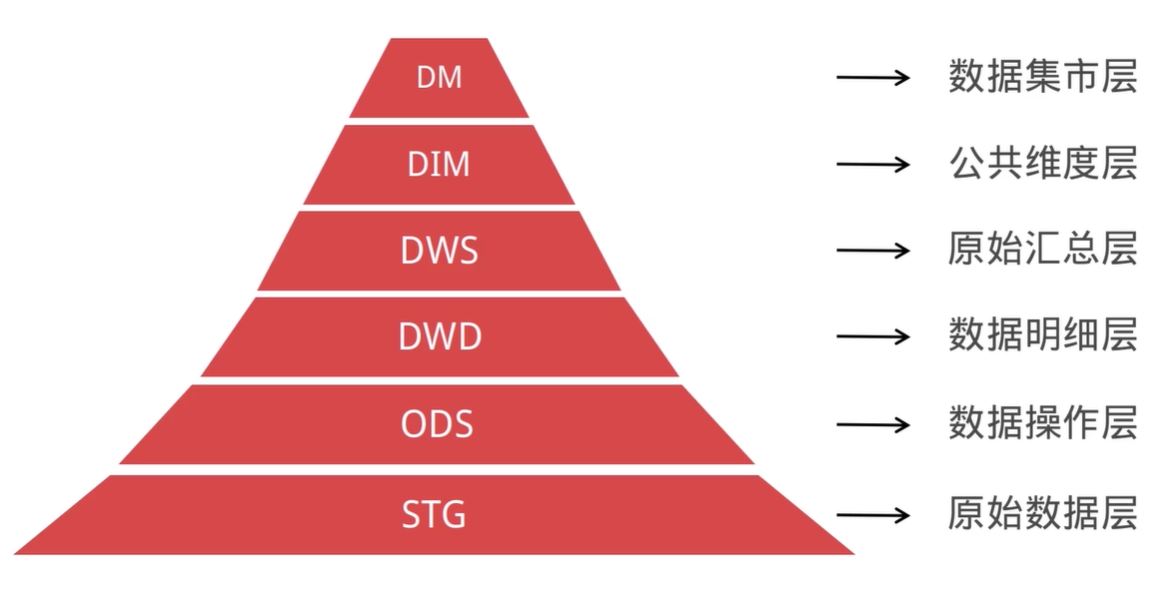 DM
数据集市层
DIM
公共维度层
DWS
原始汇总层
DWD
数据明细层
ODS
数据操作层
STG
原始数据层